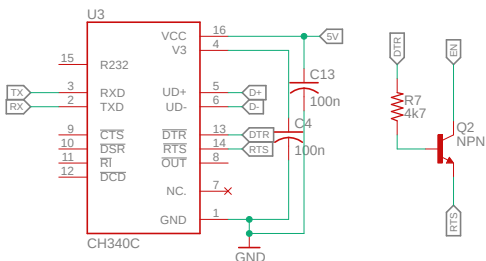 U3
VCC 16 5V
V3 4
15 R232
C13
TX 3 RXD UD+ 5 D+
RX 2 TXD UD- 6 D-
100n
C4
9 CTS DTR 13 DTR
10 DSR RTS 14 RTS
100n
11 RI OUT 8
12 DCD
NC. 7
GND 1
CH340C
GND
DTR
EN
R7
4k7
Q2
NPN
RTS